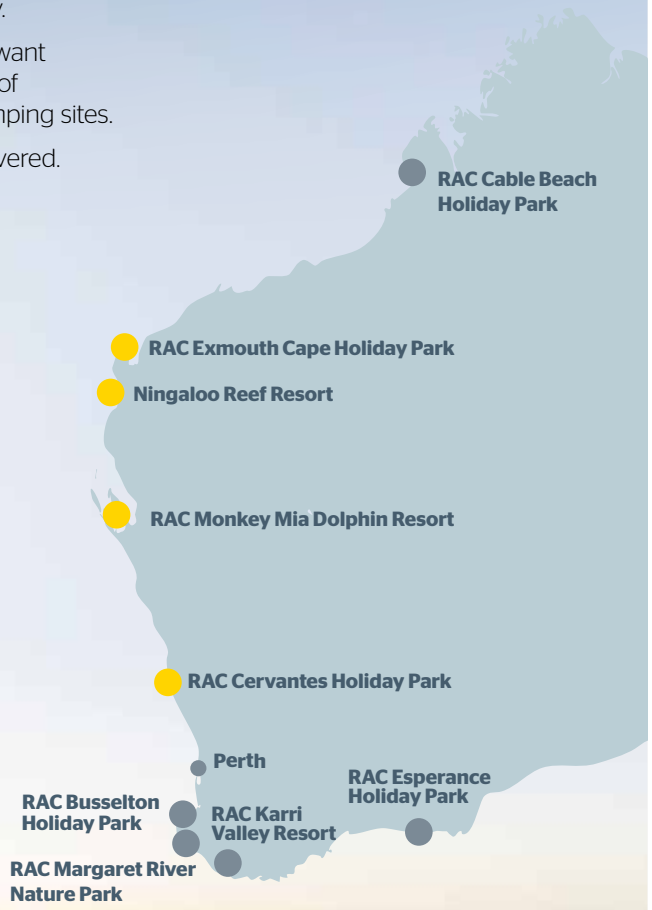 y.
want
of
nping sites.
vered.
RAC Cable Beach
Holiday Park
RAC Exmouth Cape Holiday Park
Ningaloo Reef Resort
RAC Monkey Mia Dolphin Resort
RAC Cervantes Holiday Park
Perth
RAC Esperance
Holiday Park
RAC Busselton
Holiday Park
RAC Karri
Valley Resort
RAC Margaret River
Nature Park